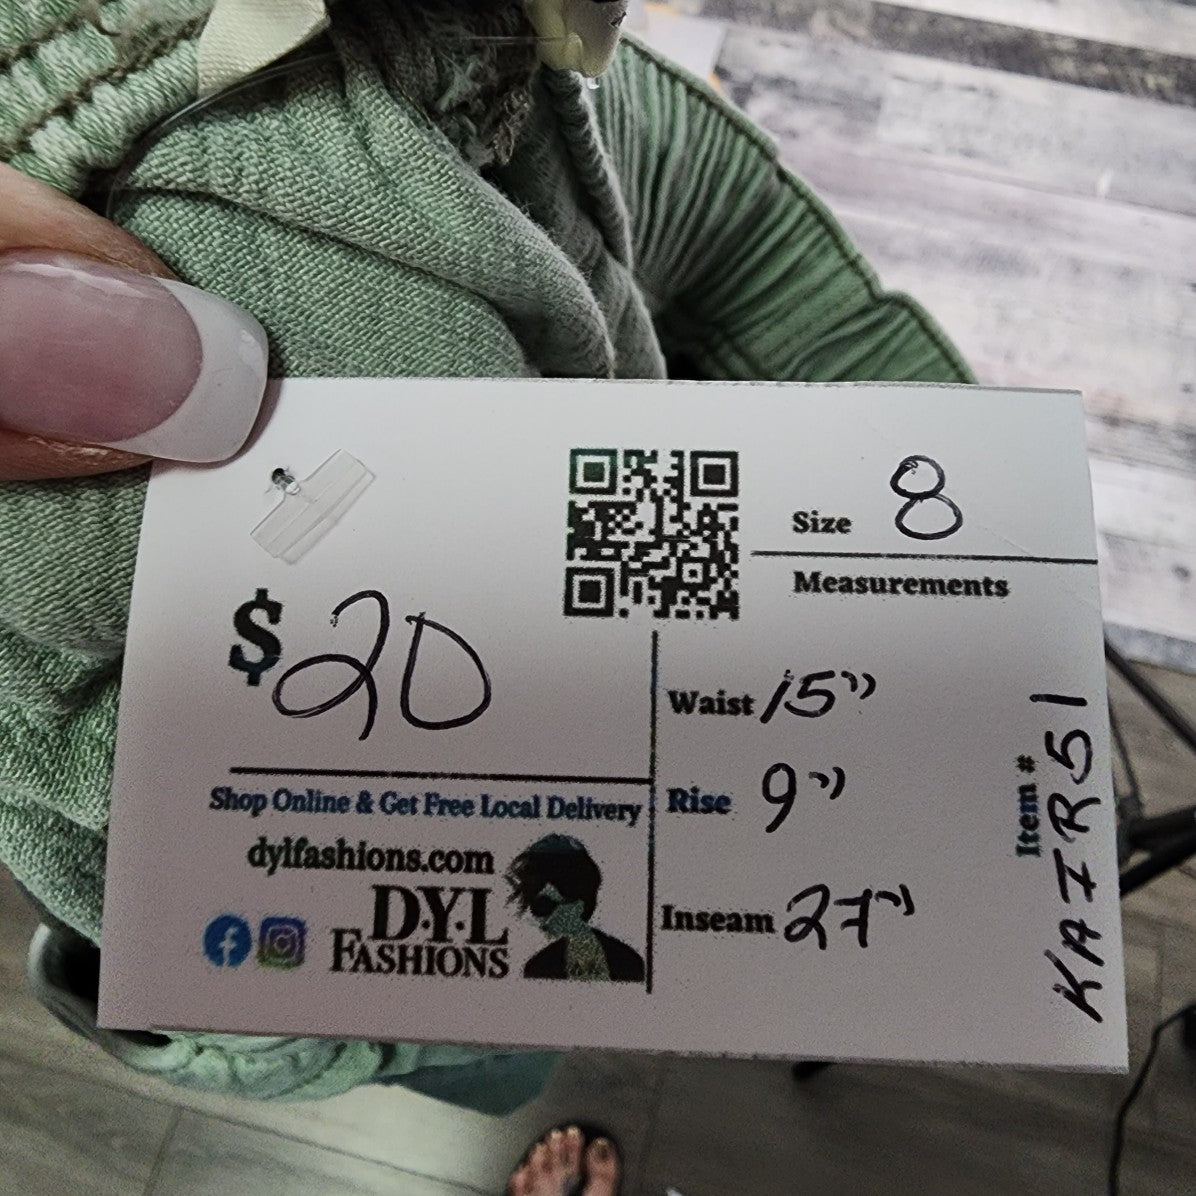 Size 8
Measurements
$20
Waist 15"
Rise 9"
Inseam 27"
Shop Online & Get Free Local Delivery
dylfashions.com
D.Y.L
FASHIONS
Item # KAIR51